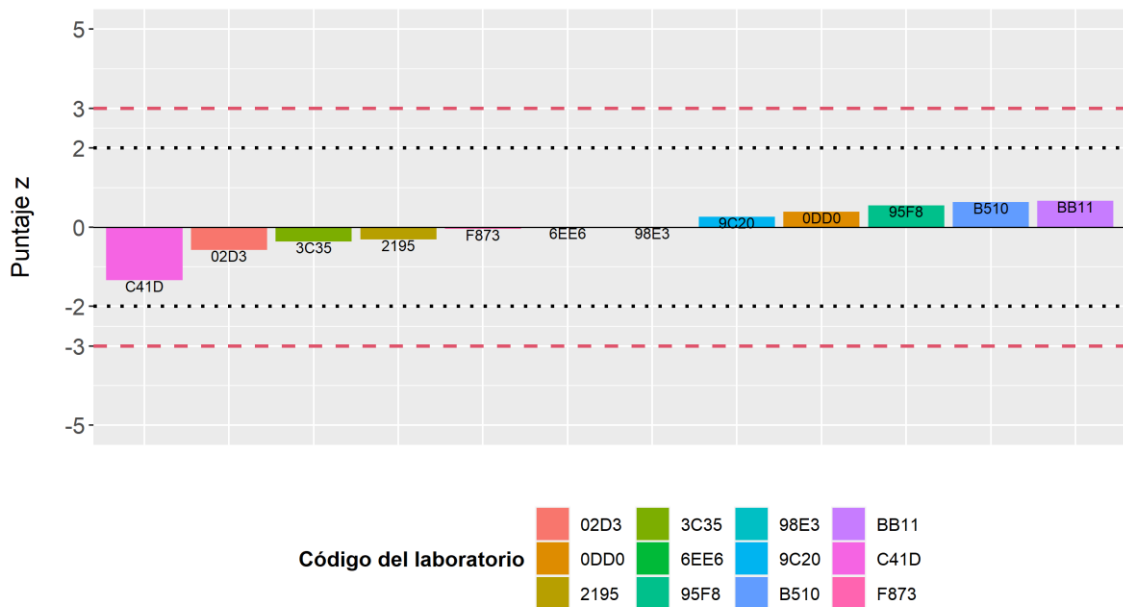 5
3
2
0
-2
-3
-5
Puntaje z
C41D
02D3
3C35
2195
F873
6EE6
98E3
9C20
0DD0
95F8
B510
BB11
Código del laboratorio
02D3 3C35 98E3 BB11
0DD0 6EE6 9C20 C41D
2195 95F8 B510 F873